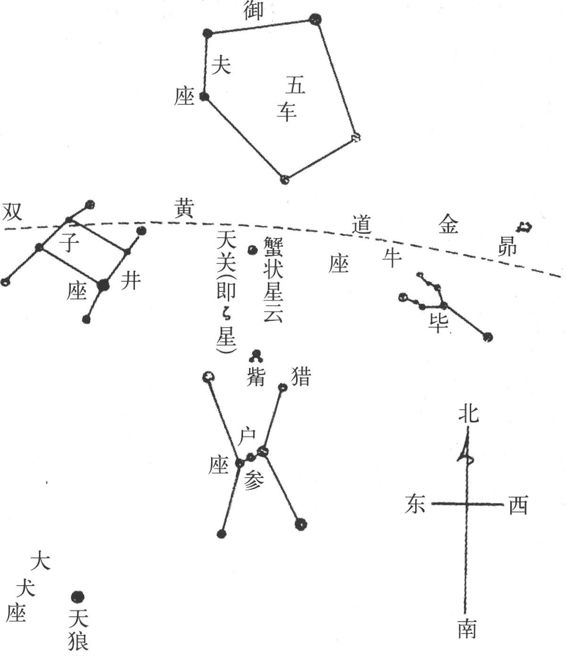 御
夫
座
五
车
双
子
座
井
黄
道
金
牛
座
昴
毕
天关(即ζ星)
蟹状星云
觜
猎
户
座
参
北
东
西
南
大
犬
座
天狼